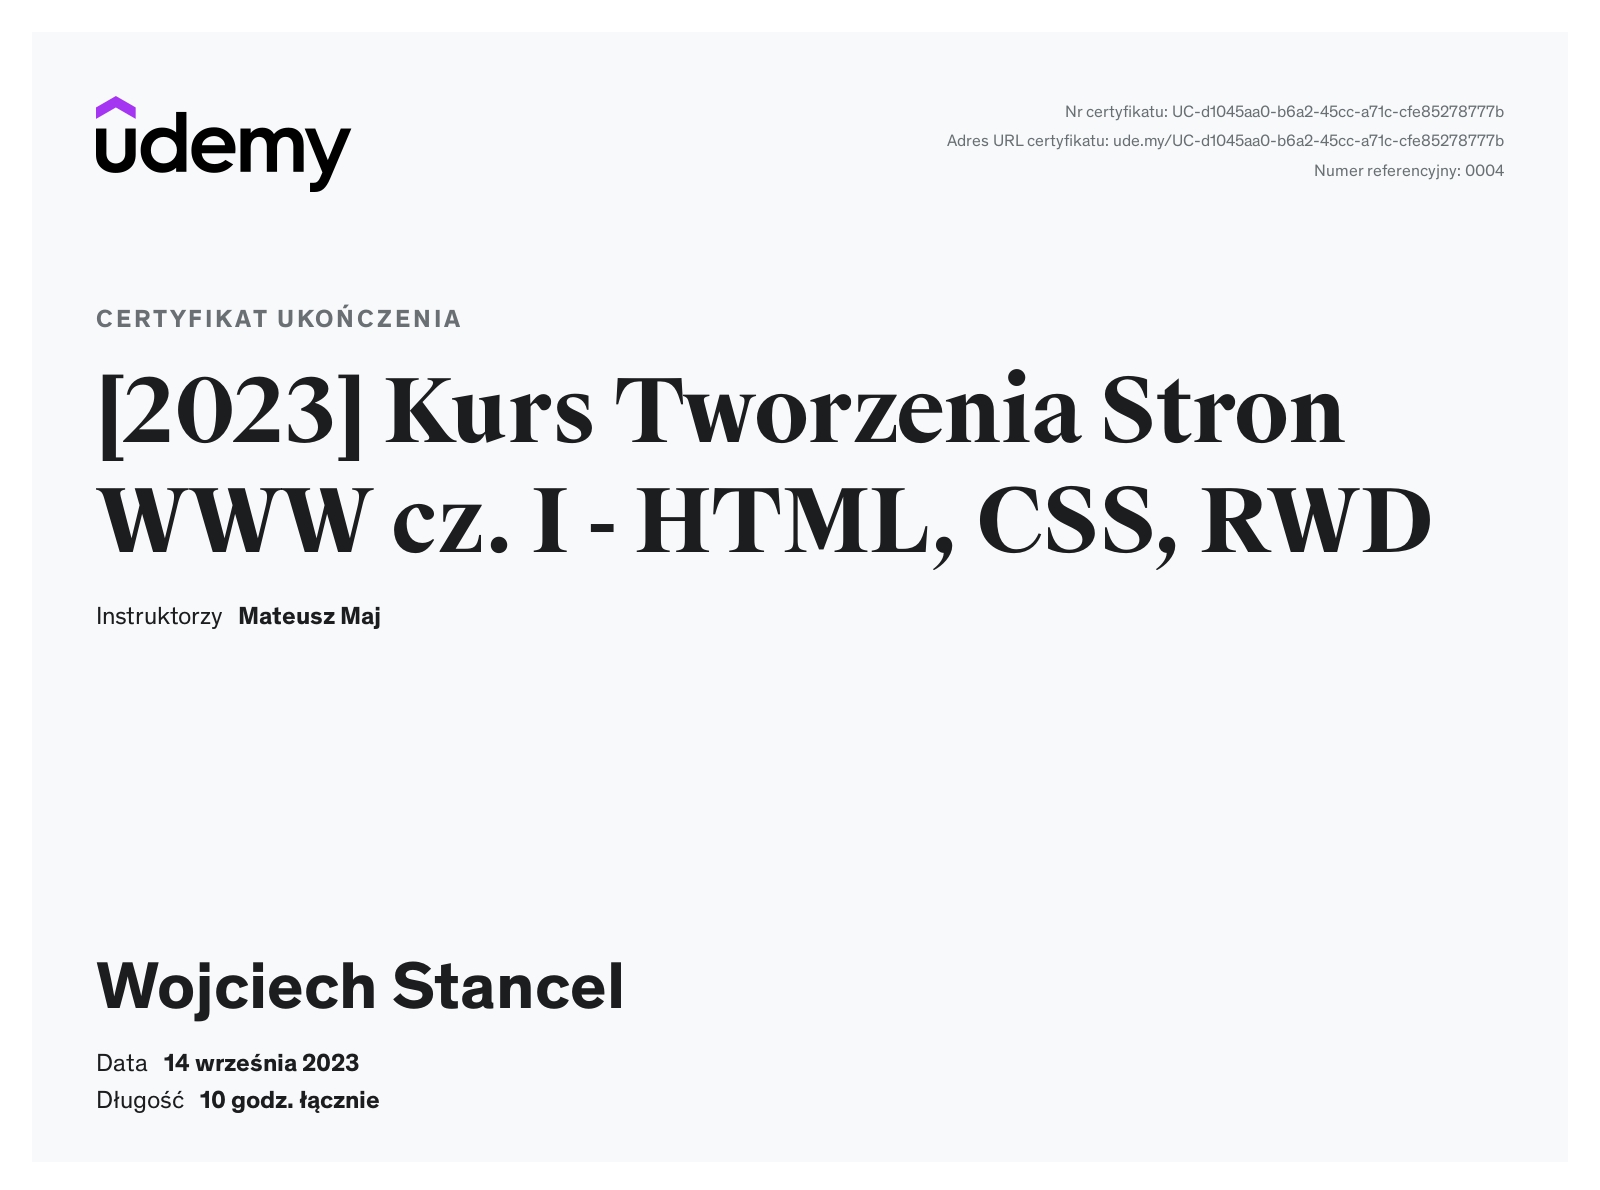 udemy
Nr certyfikatu: UC-d1045aa0-b6a2-45cc-a71c-cfe85278777b
Adres URL certyfikatu: ude.my/UC-d1045aa0-b6a2-45cc-a71c-cfe85278777b
Numer referencyjny: 0004
CERTYFIKAT UKOŃCZENIA
[2023] Kurs Tworzenia Stron
WWW cz. I - HTML, CSS, RWD
Instruktorzy Mateusz Maj
Wojciech Stancel
Data 14 września 2023
Długość 10 godz. łącznie